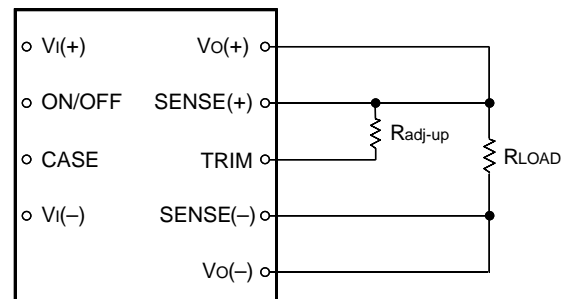 VI(+) VO(+)
ON/OFF SENSE(+)
Radj-up
CASE TRIM RLOAD
VI(–) SENSE(–)
VO(–)